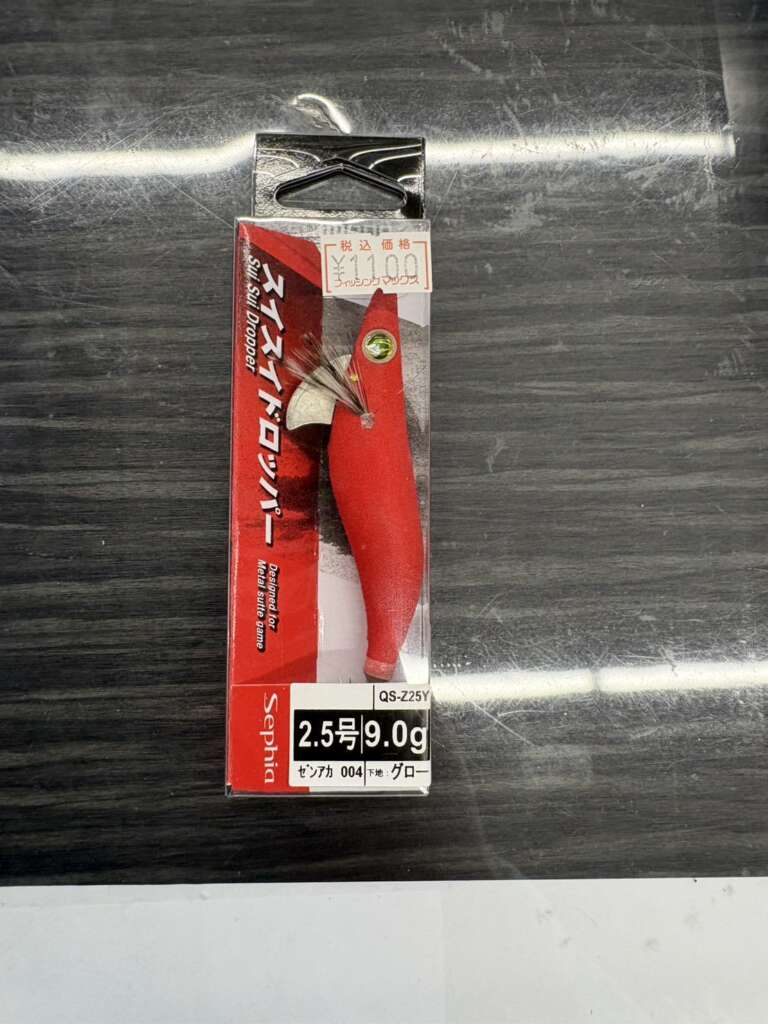 税込価格
¥1100
フィッシングマックス
スイスイドロッパー
Sui Sui Dropper
Designed for
Metal sutte game
Sephia
QS-Z25Y
2.5号 9.0g
ゼンアカ 004 下地:グロー